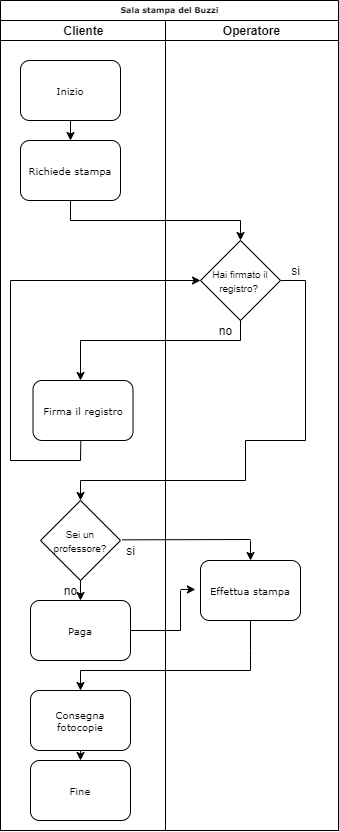 Sala stampa del Buzzi
Cliente
Operatore
Inizio
Richiede stampa
Hai firmato il
registro?
si
no
Firma il registro
Sei un
professore?
si
no
Effettua stampa
Paga
Consegna
fotocopie
Fine